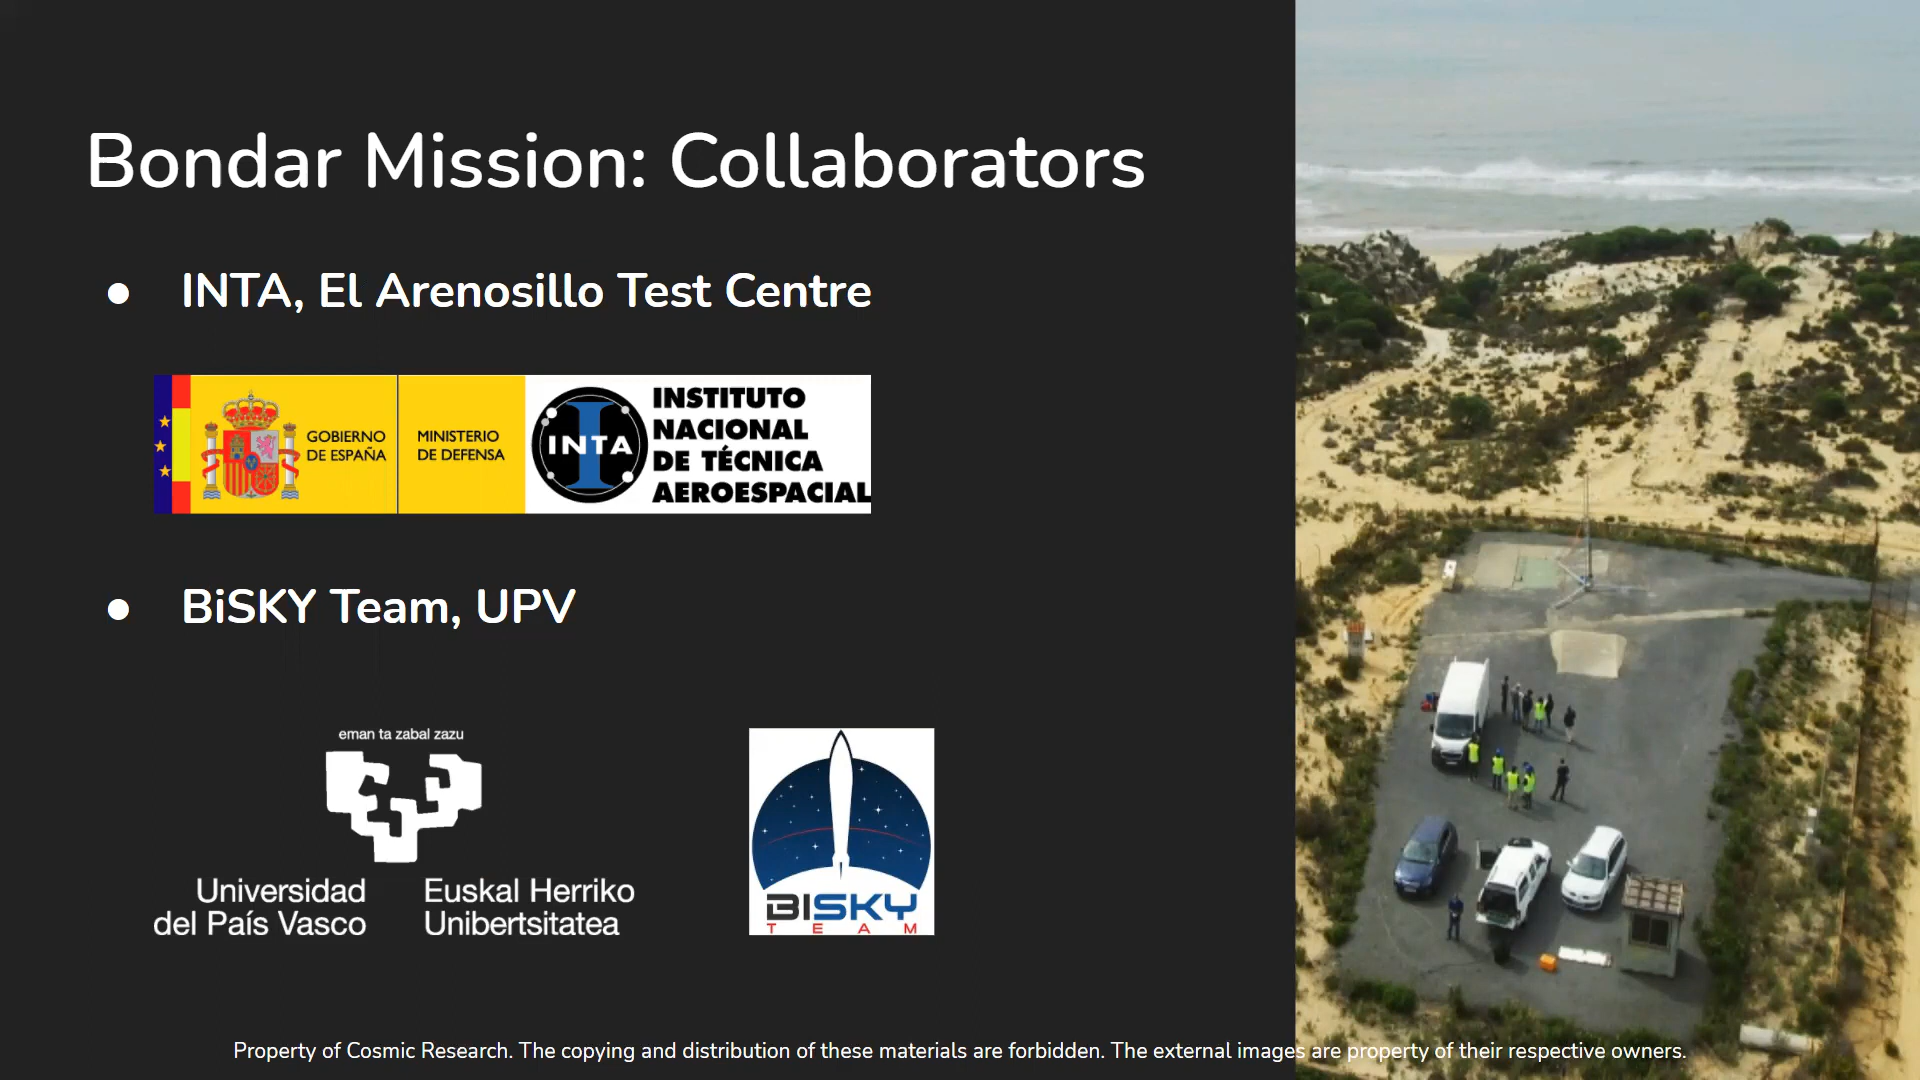 Bondar Mission: Collaborators
● INTA, El Arenosillo Test Centre
GOBIERNO
DE ESPAÑA
MINISTERIO
DE DEFENSA
INTA
INSTITUTO
NACIONAL
DE TÉCNICA
AEROESPACIAL
● BiSKY Team, UPV
eman ta zabal zazu
Universidad
del País Vasco
Euskal Herriko
Unibertsitatea
BISKY
TEAM
Property of Cosmic Research. The copying and distribution of these materials are forbidden. The external images are property of their respective owners.